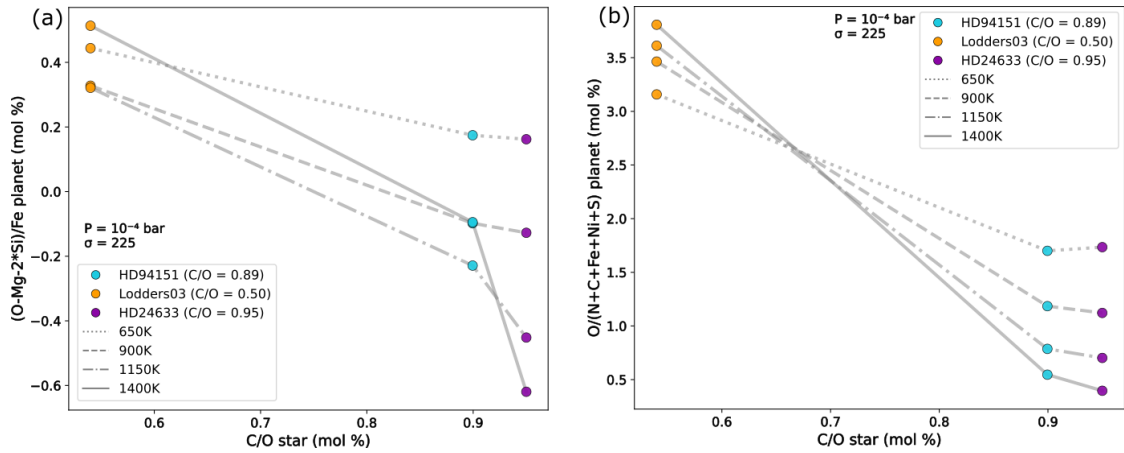 (a)
(O-Mg-2*Si)/Fe planet (mol %)
0.4
0.2
0.0
−0.2
−0.4
−0.6
P = 10⁻⁴ bar
σ = 225
HD94151 (C/O = 0.89)
Lodders03 (C/O = 0.50)
HD24633 (C/O = 0.95)
650K
900K
1150K
1400K
0.6 0.7 0.8 0.9
C/O star (mol %)
(b)
O/(N+C+Fe+Ni+S) planet (mol %)
3.5
3.0
2.5
2.0
1.5
1.0
0.5
P = 10⁻⁴ bar
σ = 225
HD94151 (C/O = 0.89)
Lodders03 (C/O = 0.50)
HD24633 (C/O = 0.95)
650K
900K
1150K
1400K
0.6 0.7 0.8 0.9
C/O star (mol %)